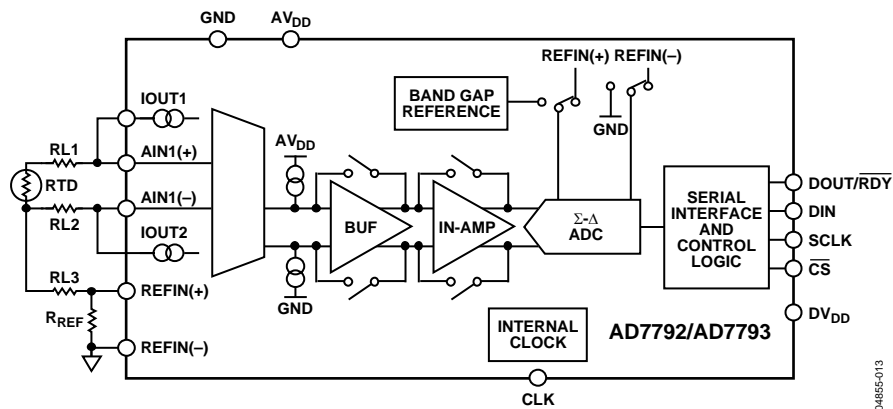 GND AVDD
REFIN(+) REFIN(–)
IOUT1
BAND GAP
REFERENCE
GND
RL1
AIN1(+)
AVDD
RTD
AIN1(–)
RL2
BUF
IN-AMP
Σ-Δ
ADC
SERIAL
INTERFACE
AND
CONTROL
LOGIC
DOUT/RDY
DIN
SCLK
CS
IOUT2
GND
RL3
REFIN(+)
RREF
REFIN(–)
INTERNAL
CLOCK
AD7792/AD7793
DVDD
CLK
04855-013